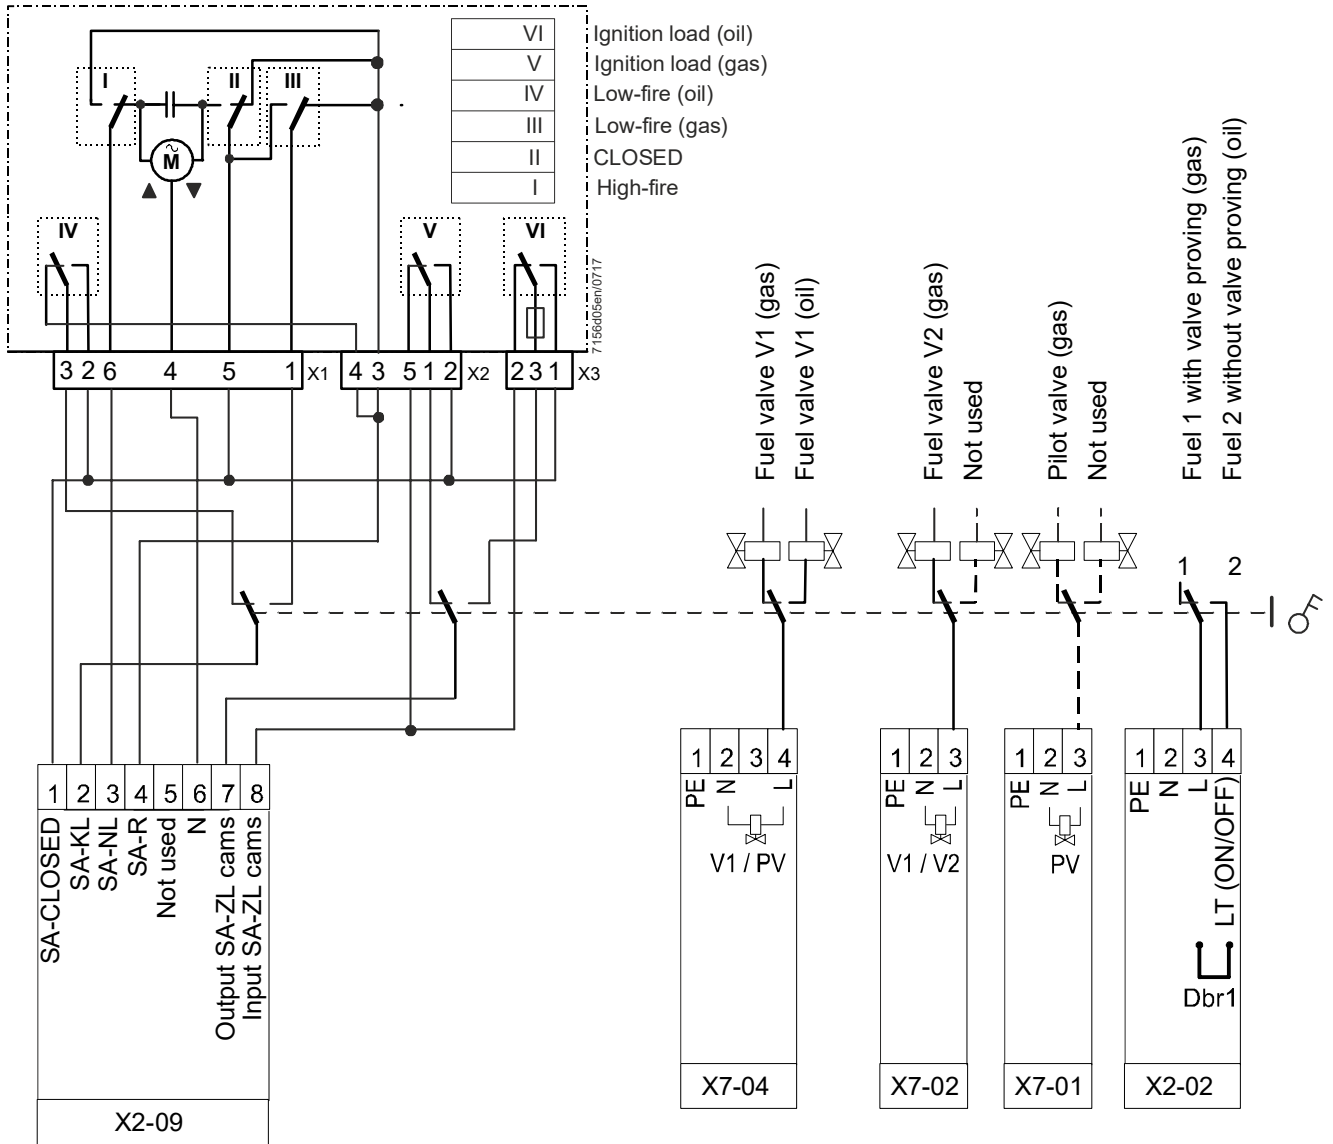 VI Ignition load (oil)
V Ignition load (gas)
IV Low-fire (oil)
III Low-fire (gas)
II CLOSED
I High-fire
I
II
III
~
M
IV
V
VI
7156d05en/0717
3 2 6 4 5 1 X1
4 3 5 1 2 X2
2 3 1 X3
Fuel valve V1 (gas)
Fuel valve V1 (oil)
Fuel valve V2 (gas)
Not used
Pilot valve (gas)
Not used
Fuel 1 with valve proving (gas)
Fuel 2 without valve proving (oil)
1 2
1 2 3 4 5 6 7 8
SA-CLOSED
SA-KL
SA-NL
SA-R
Not used
N
Output SA-ZL cams
Input SA-ZL cams
X2-09
1 2 3 4
PE
N
L
V1 / PV
X7-04
1 2 3
PE
N
L
V1 / V2
X7-02
1 2 3
PE
N
L
PV
X7-01
1 2 3 4
PE
N
L
LT (ON/OFF)
Dbr1
X2-02